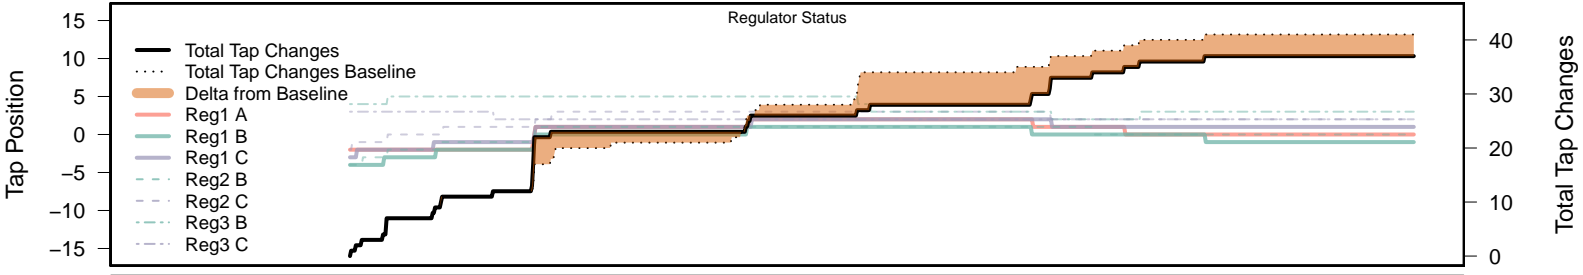 Regulator Status
Tap Position
15
10
5
0
−5
−10
−15
Total Tap Changes
Total Tap Changes Baseline
Delta from Baseline
Reg1 A
Reg1 B
Reg1 C
Reg2 B
Reg2 C
Reg3 B
Reg3 C
40
30
20
10
0
Total Tap Changes